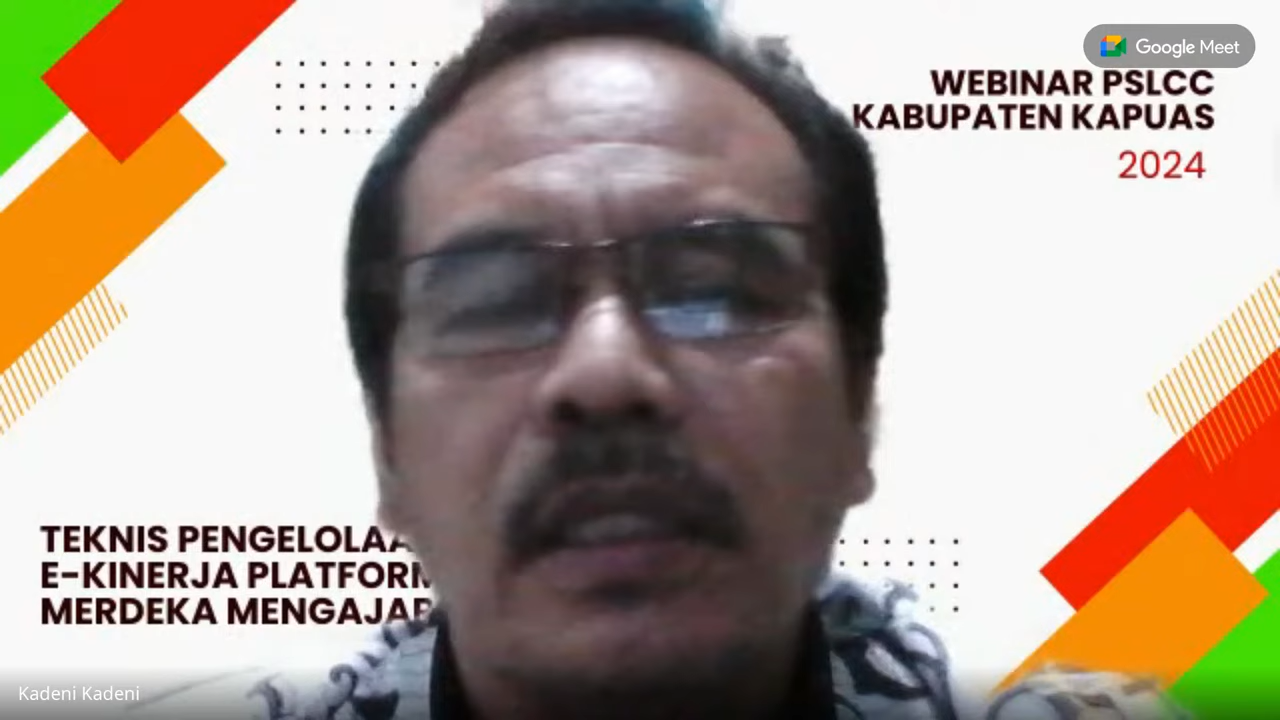 Google Meet
WEBINAR PSLCC
KABUPATEN KAPUAS
2024
TEKNIS PENGELOLAA
E-KINERJA PLATFORM
MERDEKA MENGAJAR
Kadeni Kadeni